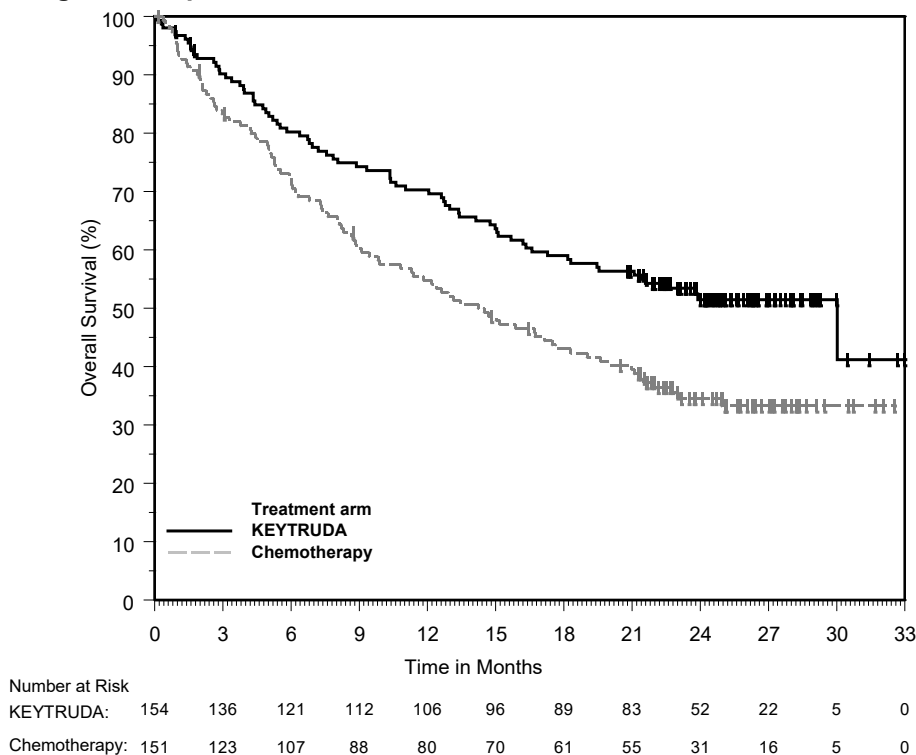 100
90
80
70
60
50
40
30
20
10
0
Overall Survival (%)
Treatment arm
KEYTRUDA
Chemotherapy
0 3 6 9 12 15 18 21 24 27 30 33
Time in Months
Number at Risk
KEYTRUDA: 154 136 121 112 106 96 89 83 52 22 5 0
Chemotherapy: 151 123 107 88 80 70 61 55 31 16 5 0